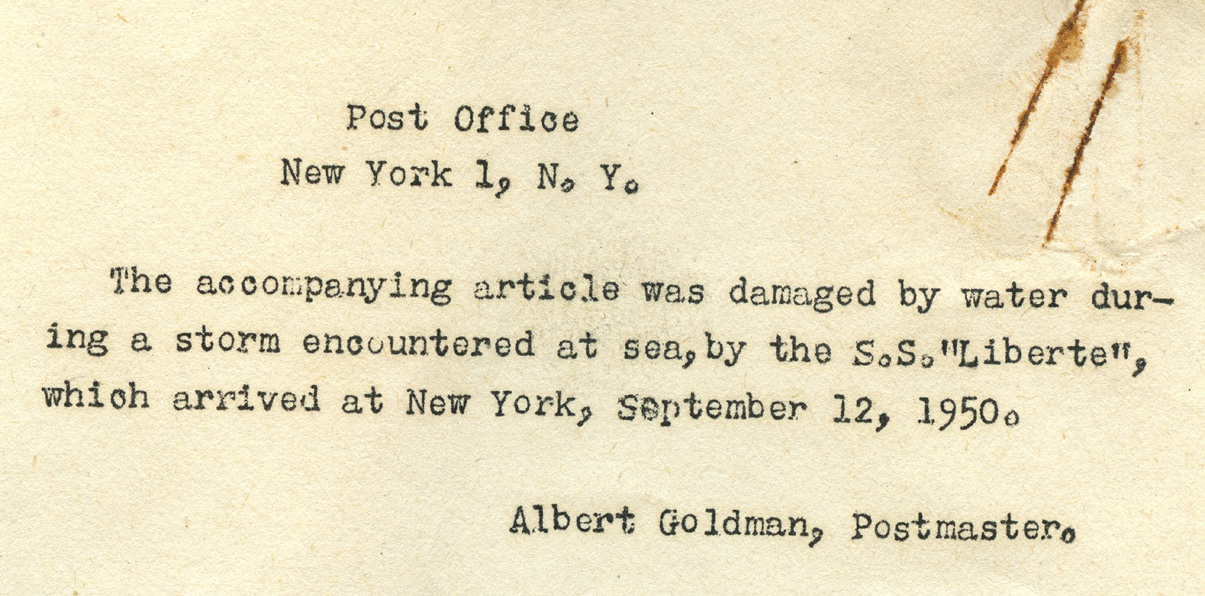 Post Office
New York 1, N. Y.
The accompanying article was damaged by water dur-
ing a storm encountered at sea,by the S.S."Liberte",
which arrived at New York, September 12, 1950.
Albert Goldman, Postmaster.